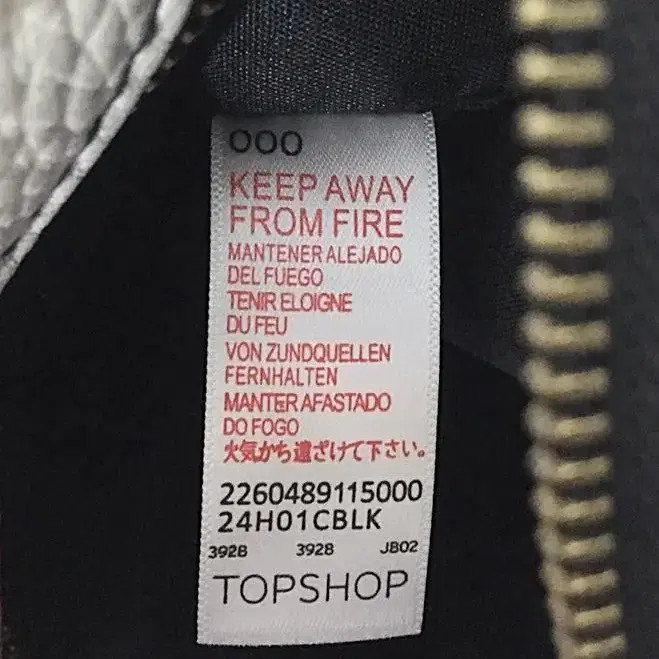 000
KEEP AWAY
FROM FIRE
MANTENER ALEJADO
DEL FUEGO
TENIR ELOIGNE
DU FEU
VON ZUNDQUELLEN
FERNHALTEN
MANTER AFASTADO
DO FOGO
火気から遠ざけて下さい。
2260489115000
24H01CBLK
3928 3928 JB02
TOPSHOP